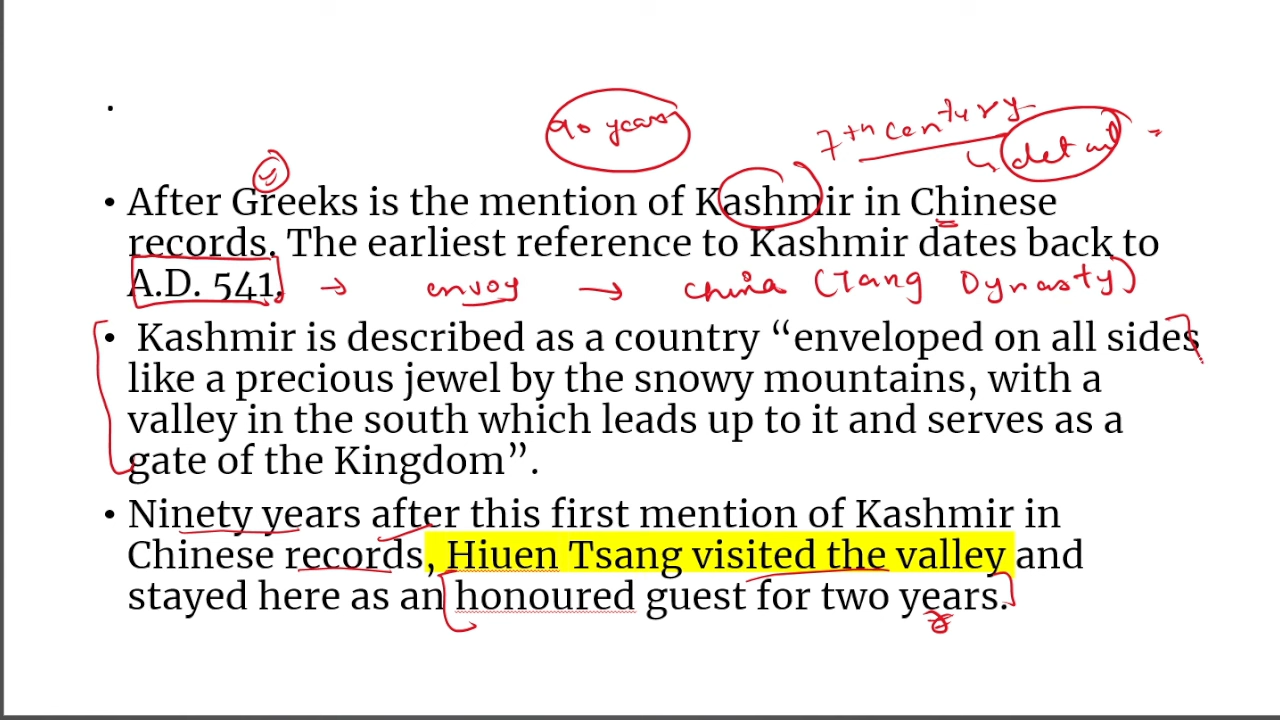 90 years
7th century
detail
• After Greeks is the mention of Kashmir in Chinese
records. The earliest reference to Kashmir dates back to
A.D. 541. → envoy → China (Tang Dynasty)
• Kashmir is described as a country “enveloped on all sides
like a precious jewel by the snowy mountains, with a
valley in the south which leads up to it and serves as a
gate of the Kingdom”.
• Ninety years after this first mention of Kashmir in
Chinese records, Hiuen Tsang visited the valley and
stayed here as an honoured guest for two years.